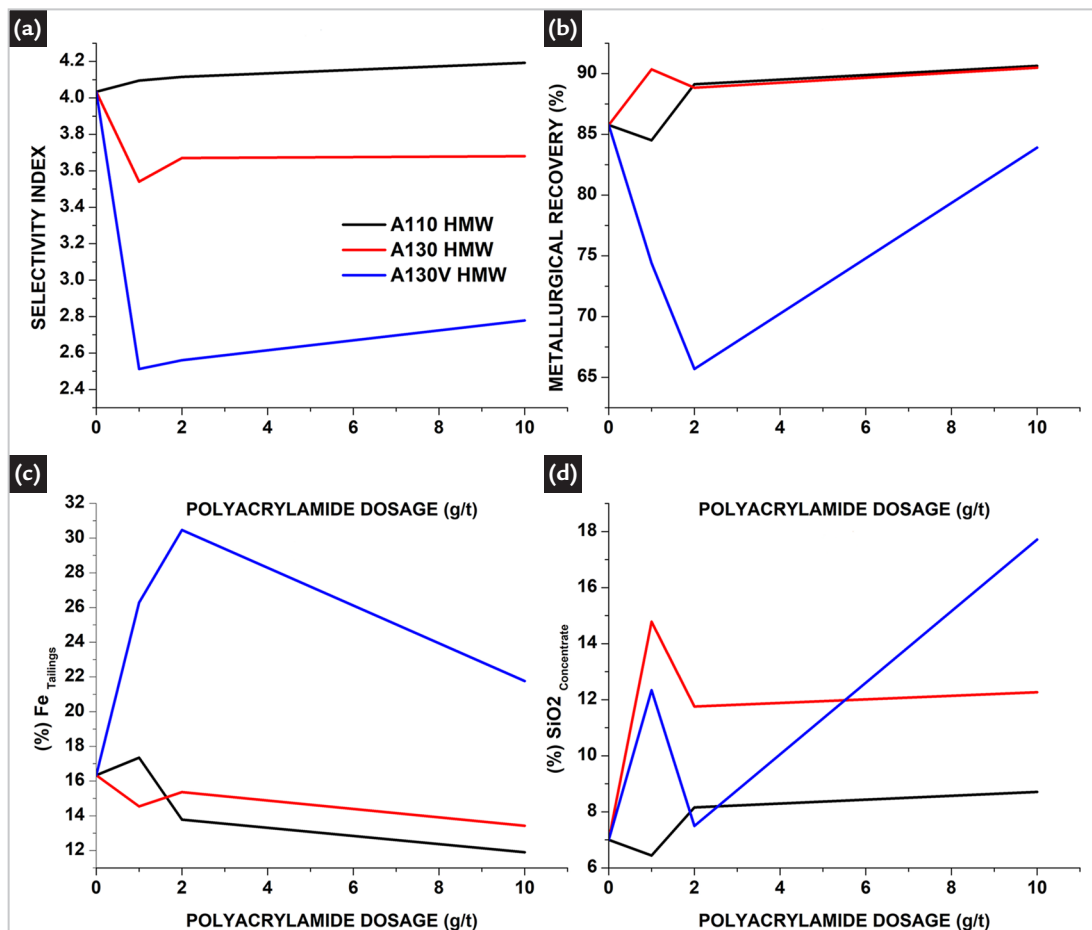 (a)
SELECTIVITY INDEX
4.2
4.0
3.8
3.6
3.4
3.2
3.0
2.8
2.6
2.4
A110 HMW
A130 HMW
A130V HMW
0 2 4 6 8 10
POLYACRYLAMIDE DOSAGE (g/t)
(b)
METALLURGICAL RECOVERY (%)
90
85
80
75
70
65
0 2 4 6 8 10
POLYACRYLAMIDE DOSAGE (g/t)
(c)
(%) Fe Tailings
32
30
28
26
24
22
20
18
16
14
12
0 2 4 6 8 10
POLYACRYLAMIDE DOSAGE (g/t)
(d)
(%) SiO2 Concentrate
18
16
14
12
10
8
6
0 2 4 6 8 10
POLYACRYLAMIDE DOSAGE (g/t)